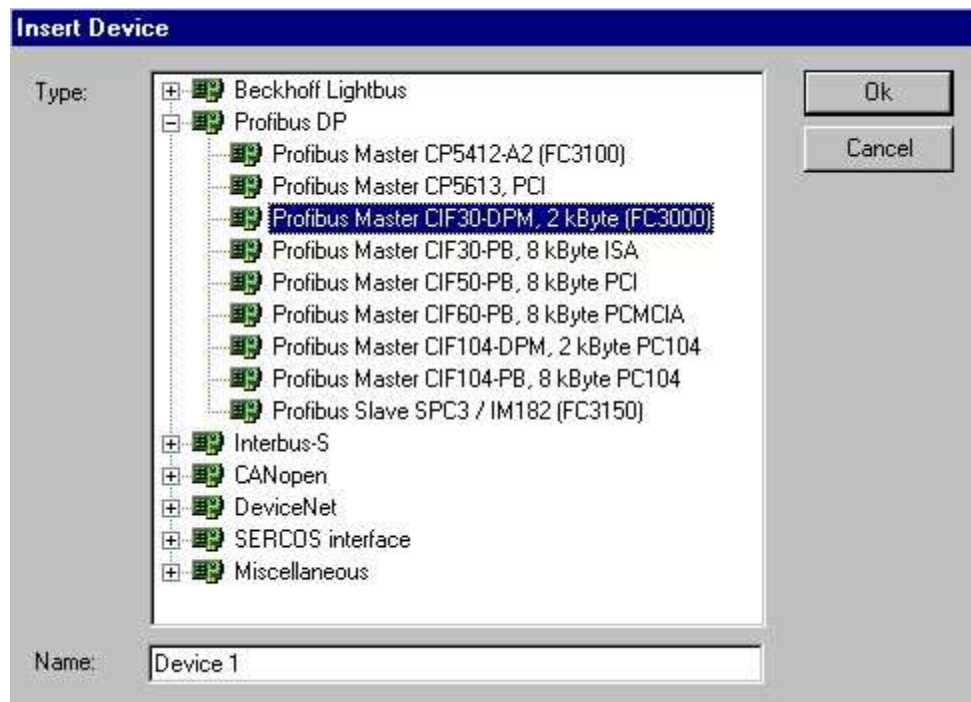 Insert Device
Type:
Beckhoff Lightbus
Profibus DP
Profibus Master CP5412-A2 (FC3100)
Profibus Master CP5613, PCI
Profibus Master CIF30-DPM, 2 kByte (FC3000)
Profibus Master CIF30-PB, 8 kByte ISA
Profibus Master CIF50-PB, 8 kByte PCI
Profibus Master CIF60-PB, 8 kByte PCMCIA
Profibus Master CIF104-DPM, 2 kByte PC104
Profibus Master CIF104-PB, 8 kByte PC104
Profibus Slave SPC3 / IM182 (FC3150)
Interbus-S
CANopen
DeviceNet
SERCOS interface
Miscellaneous
Ok
Cancel
Name:
Device 1